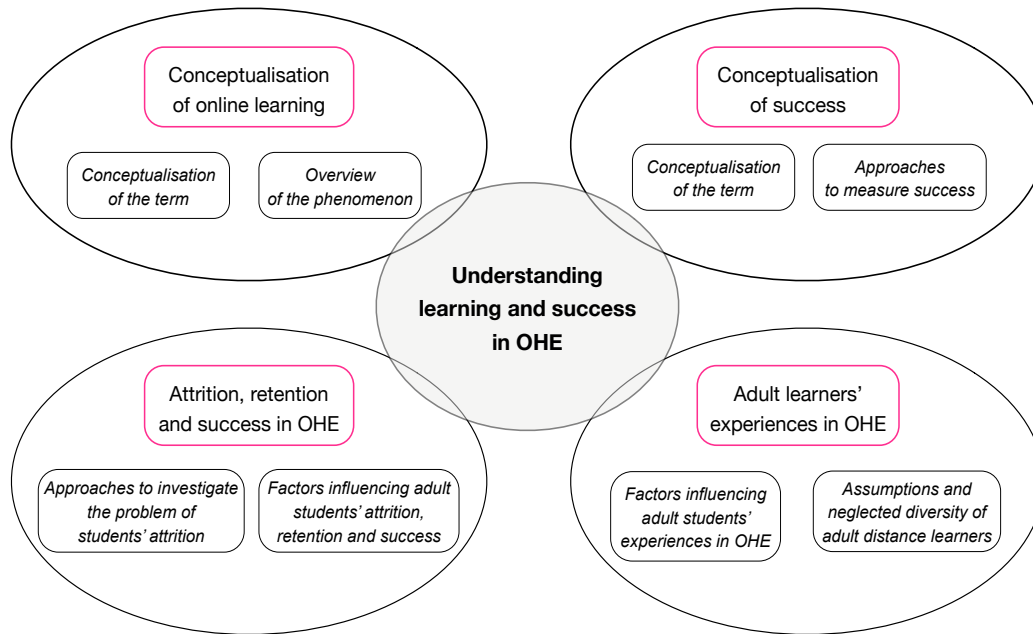 Conceptualisation
of online learning
Conceptualisation
of the term
Overview
of the phenomenon
Conceptualisation
of success
Conceptualisation
of the term
Approaches
to measure success
Understanding
learning and success
in OHE
Attrition, retention
and success in OHE
Approaches to investigate
the problem of
students’ attrition
Factors influencing adult
students’ attrition,
retention and success
Adult learners’
experiences in OHE
Factors influencing
adult students’
experiences in OHE
Assumptions and
neglected diversity of
adult distance learners